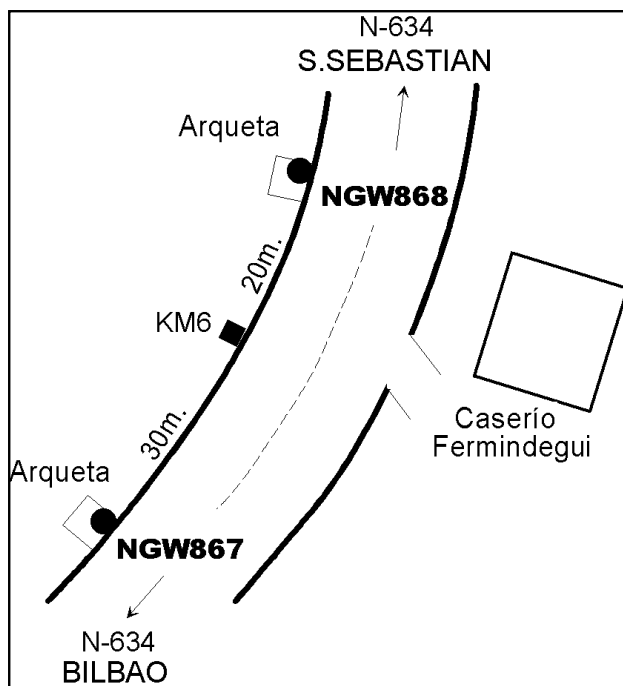 N-634
S.SEBASTIAN
Arqueta
NGW868
20m.
KM6
Caserío
Fermindegui
30m.
Arqueta
NGW867
N-634
BILBAO